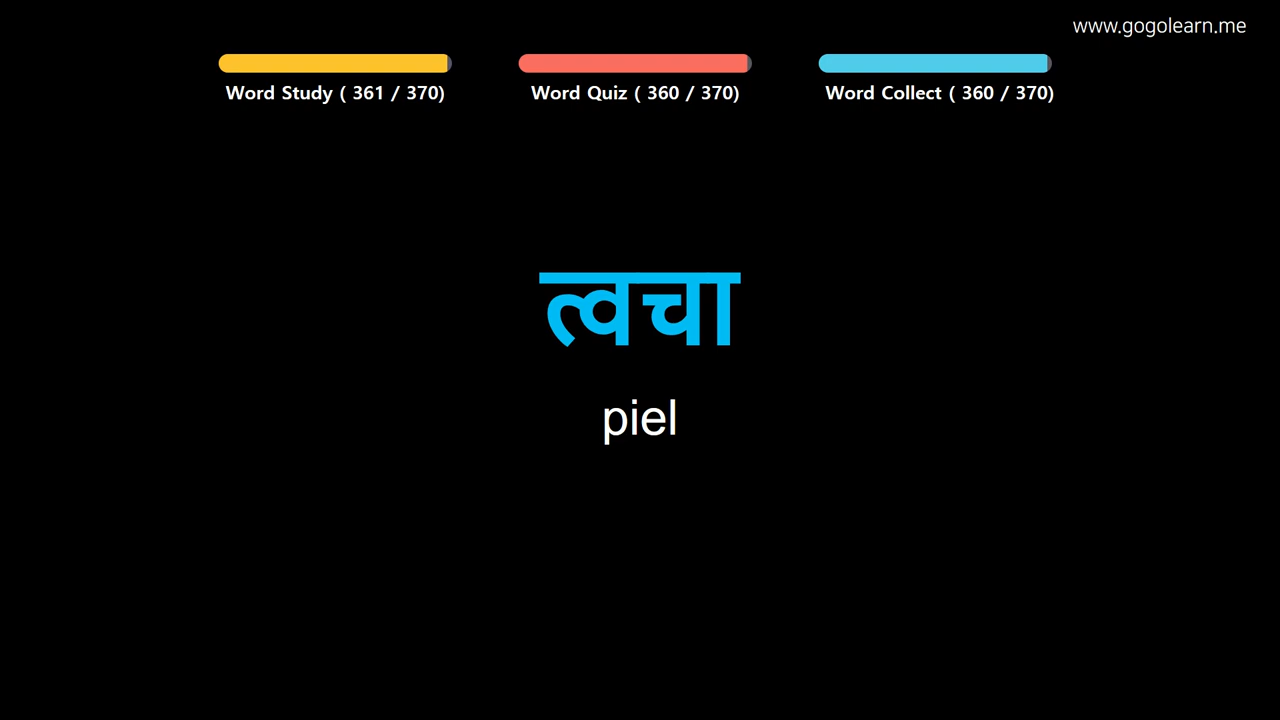 www.gogolearn.me
Word Study ( 361 / 370)
Word Quiz ( 360 / 370)
Word Collect ( 360 / 370)
त्वचा
piel